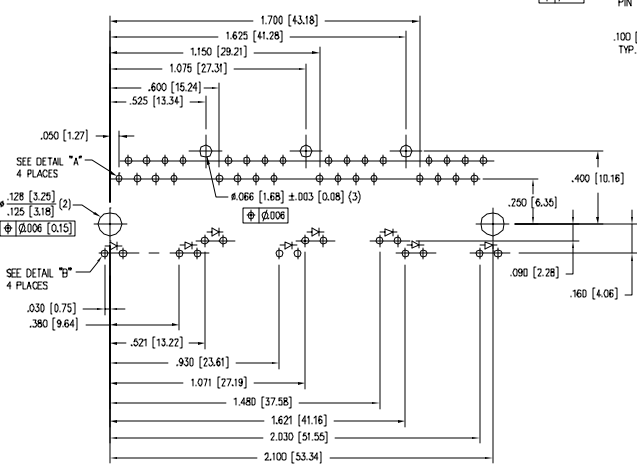 PIN
1.700 [43.18]
1.625 [41.28]
.100 [
TYP.
1.150 [29.21]
1.075 [27.31]
.600 [15.24]
.525 [13.34]
.050 [1.27]
SEE DETAIL "A"
4 PLACES
.400 [10.16]
ø.066 [1.68] ±.003 [0.08] (3)
⌖ Ø.006
.250 [6.35]
.128 [3.25]
.125 [3.18] (2)
⌖ Ø.006 [0.15]
SEE DETAIL "B"
4 PLACES
.090 [2.28]
.160 [4.06]
.030 [0.75]
.380 [9.64]
.521 [13.22]
.930 [23.61]
1.071 [27.19]
1.480 [37.58]
1.621 [41.16]
2.030 [51.55]
2.100 [53.34]